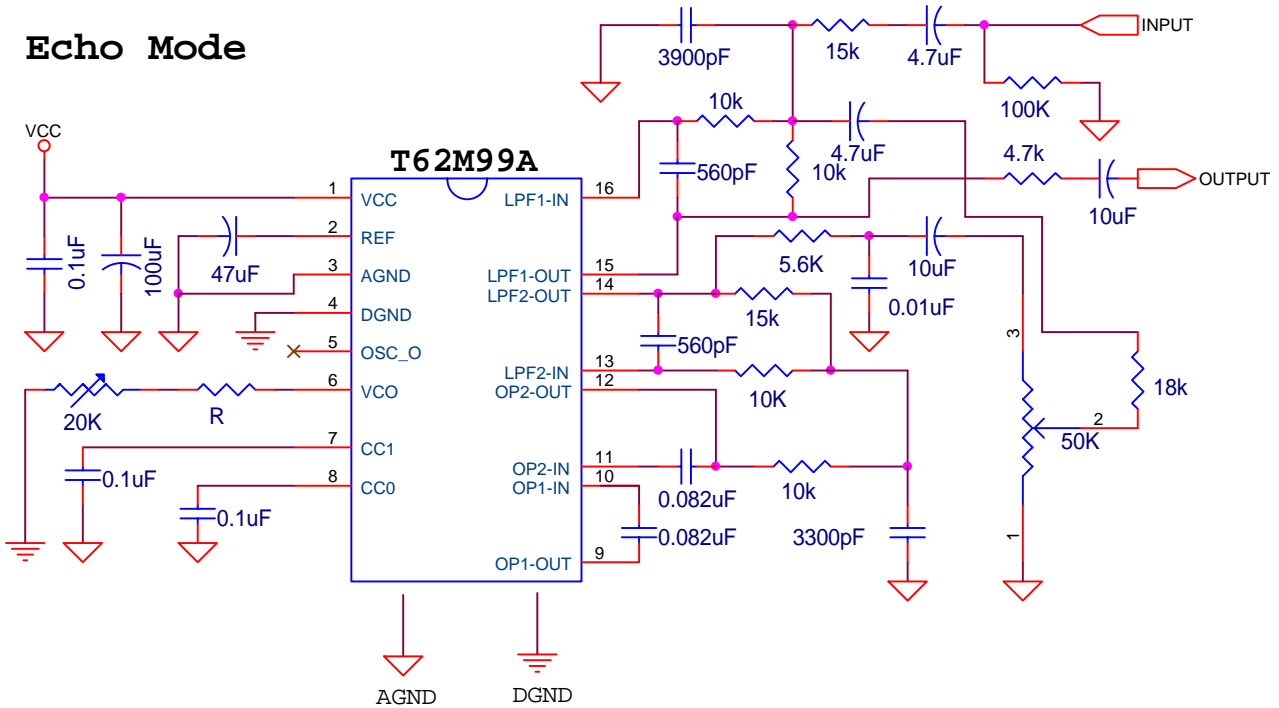 Echo Mode
INPUT
3900pF
15k
4.7uF
100K
10k
4.7uF
10k
560pF
4.7k
10uF
OUTPUT
VCC
T62M99A
0.1uF
100uF
47uF
1
VCC
2
REF
3
AGND
4
DGND
5
OSC_O
6
VCO
7
CC1
8
CC0
20K
R
0.1uF
0.1uF
LPF1-IN
16
LPF1-OUT
15
LPF2-OUT
14
LPF2-IN
13
OP2-OUT
12
OP2-IN
11
OP1-IN
10
OP1-OUT
9
5.6K
10uF
0.01uF
15k
560pF
10K
0.082uF
10k
0.082uF
3300pF
3
2
1
50K
18k
AGND
DGND